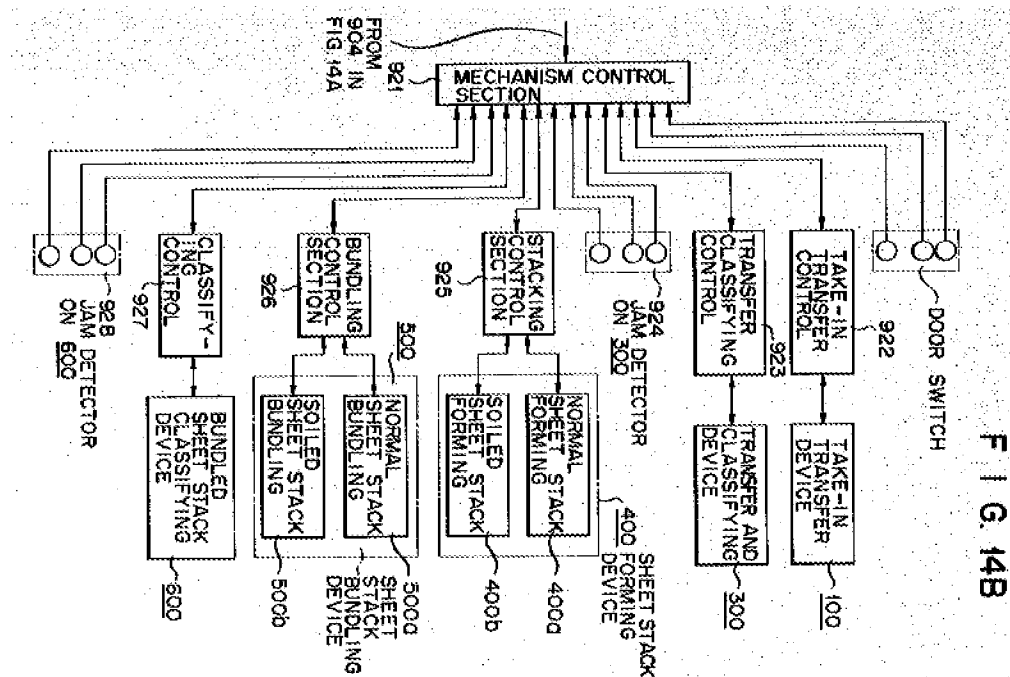 FIG. 14B
FROM
904 IN
FIG 14A
921
MECHANISM CONTROL
SECTION
DOOR SWITCH
TAKE-IN
TRANSFER
CONTROL
922
TAKE-IN
TRANSFER
DEVICE
100
TRANSFER
CLASSIFYING
CONTROL
923
TRANSFER AND
CLASSIFYING
DEVICE
300
924
JAM DETECTOR
ON 300
STACKING
CONTROL
SECTION
925
NORMAL
SHEET STACK
FORMING
400a
SOILED
SHEET STACK
FORMING
400b
SHEET STACK
400 FORMING
DEVICE
BUNDLING
CONTROL
SECTION
926
500
NORMAL
SHEET STACK
BUNDLING
500a
SOILED
SHEET STACK
BUNDLING
500b
SHEET
STACK
BUNDLING
DEVICE
CLASSIFY-
ING
CONTROL
927
BUNDLED
SHEET STACK
CLASSIFYING
DEVICE
600
928
JAM DETECTOR
ON 600